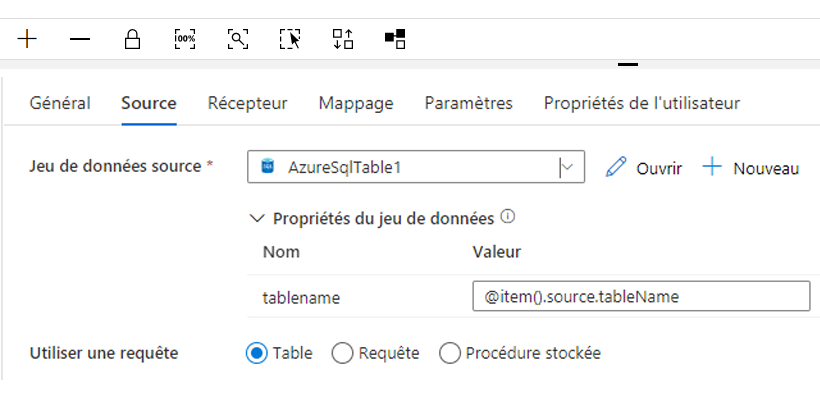 100%
Général Source Récepteur Mappage Paramètres Propriétés de l'utilisateur
Jeu de données source * AzureSqlTable1 Ouvrir Nouveau
Propriétés du jeu de données
Nom Valeur
tablename @item().source.tableName
Utiliser une requête Table Requête Procédure stockée